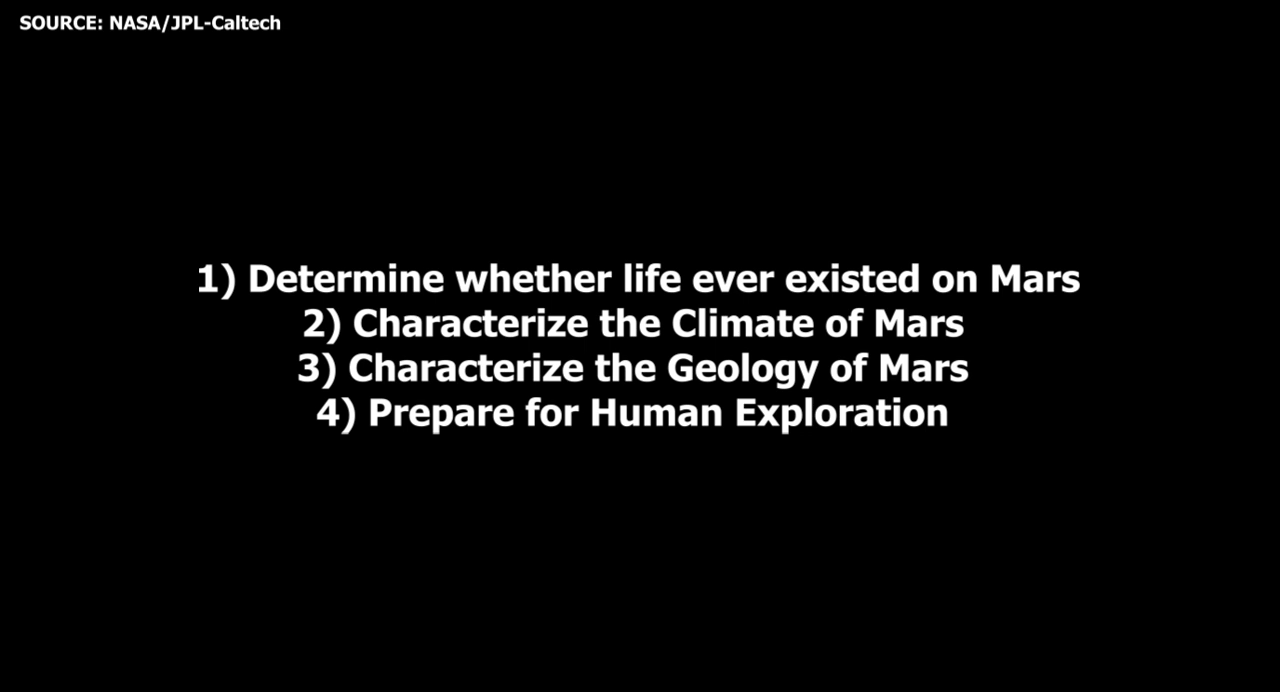 SOURCE: NASA/JPL-Caltech
1) Determine whether life ever existed on Mars
2) Characterize the Climate of Mars
3) Characterize the Geology of Mars
4) Prepare for Human Exploration